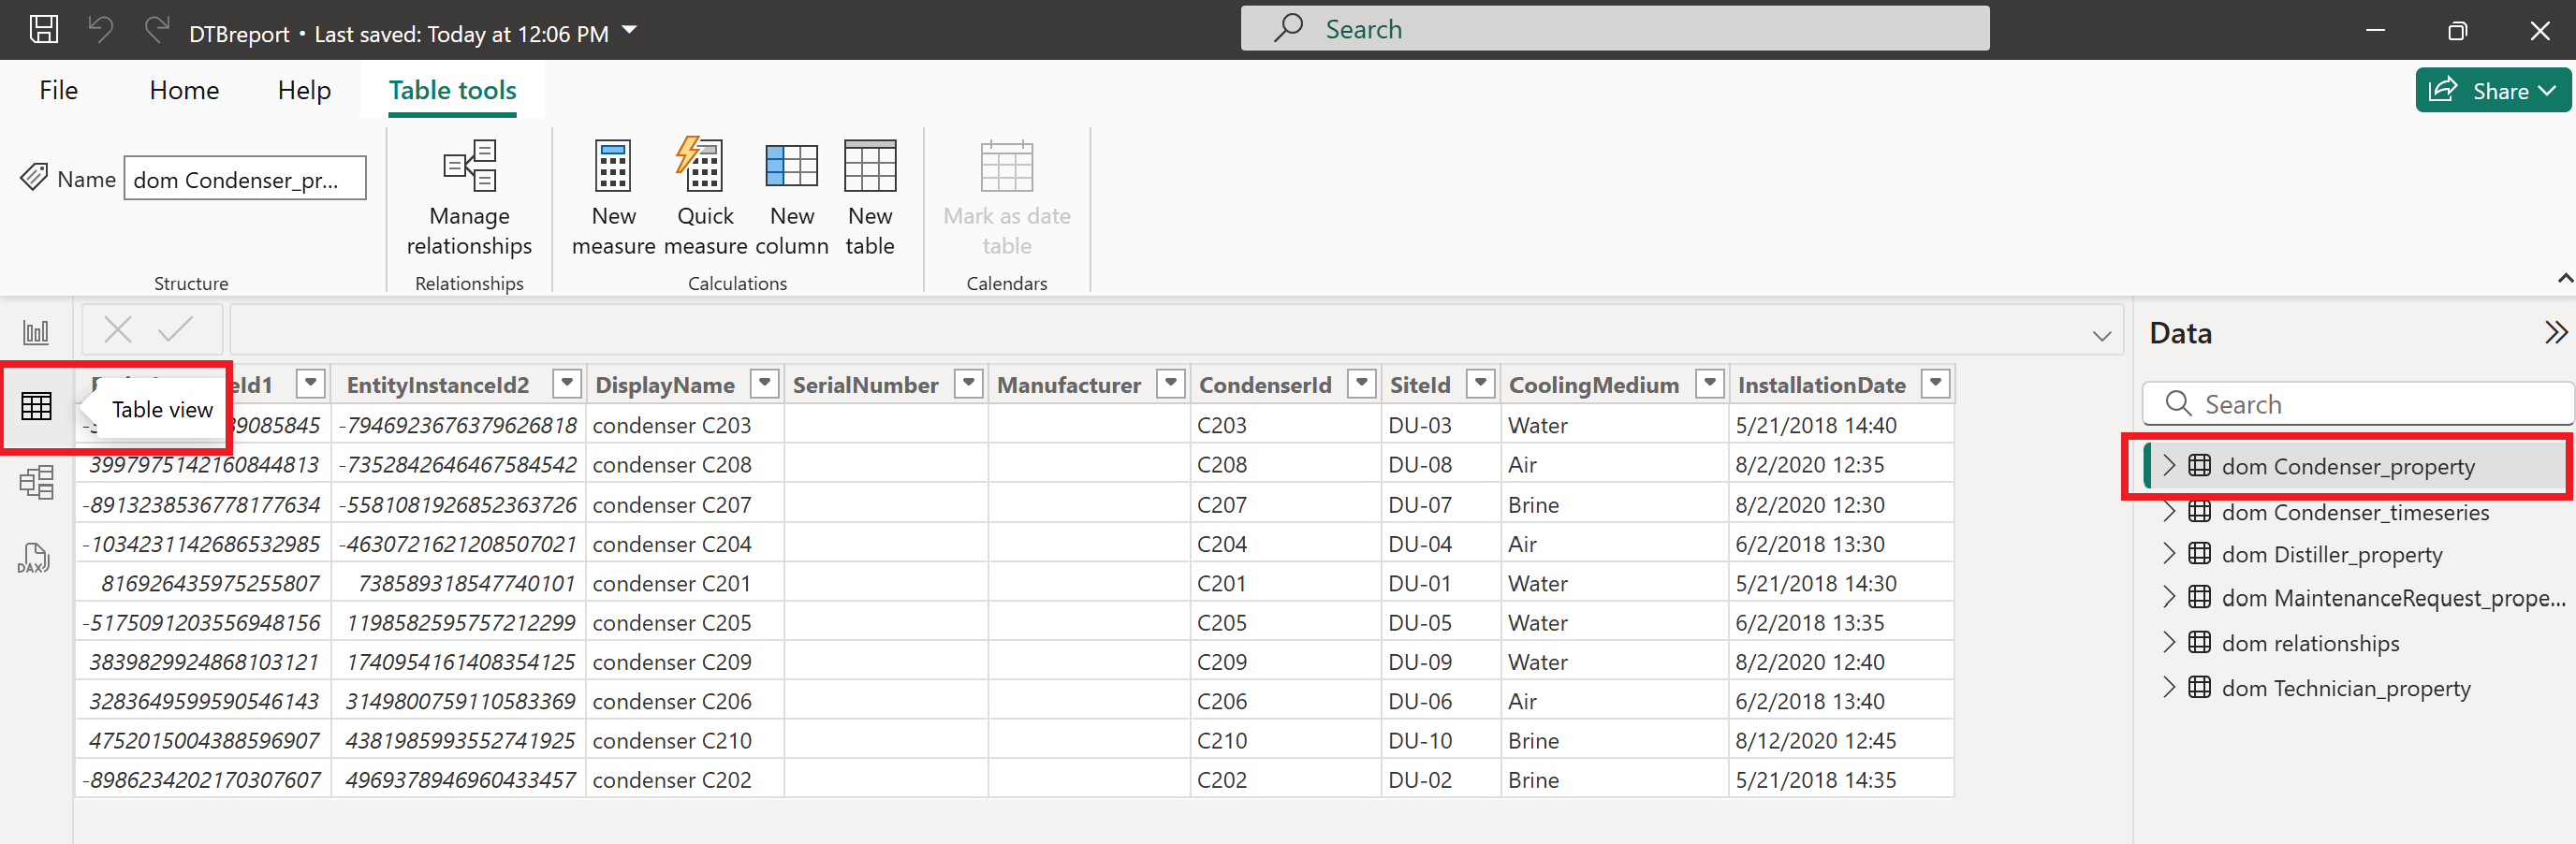 DTBreport • Last saved: Today at 12:06 PM
Search
File Home Help Table tools
Share
Name dom Condenser_pr...
Manage relationships
New measure
Quick measure
New column
New table
Mark as date table
Structure Relationships Calculations Calendars
Data
eId1 EntityInstanceId2 DisplayName SerialNumber Manufacturer CondenserId SiteId CoolingMedium InstallationDate
Table view
Search
9085845 -7946923676379626818 condenser C203 C203 DU-03 Water 5/21/2018 14:40
3997975142160844813 -7352842646467584542 condenser C208 C208 DU-08 Air 8/2/2020 12:35
-8913238536778177634 -5581081926852363726 condenser C207 C207 DU-07 Brine 8/2/2020 12:30
-1034231142686532985 -4630721621208507021 condenser C204 C204 DU-04 Air 6/2/2018 13:30
816926435975255807 738589318547740101 condenser C201 C201 DU-01 Water 5/21/2018 14:30
-5175091203556948156 1198582595757212299 condenser C205 C205 DU-05 Water 6/2/2018 13:35
3839829924868103121 1740954161408354125 condenser C209 C209 DU-09 Water 8/2/2020 12:40
3283649599590546143 3149800759110583369 condenser C206 C206 DU-06 Air 6/2/2018 13:40
4752015004388596907 4381985993552741925 condenser C210 C210 DU-10 Brine 8/12/2020 12:45
-8986234202170307607 4969378946960433457 condenser C202 C202 DU-02 Brine 5/21/2018 14:35
DAX
dom Condenser_property
dom Condenser_timeseries
dom Distiller_property
dom MaintenanceRequest_prope...
dom relationships
dom Technician_property